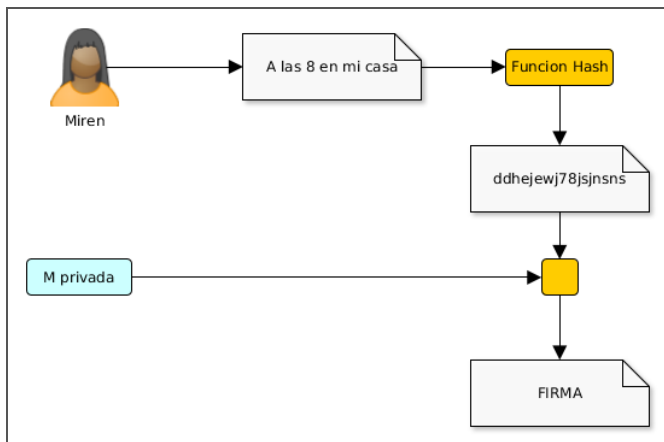 A las 8 en mi casa
Funcion Hash
Miren
ddhejewj78jsjnsns
M privada
FIRMA